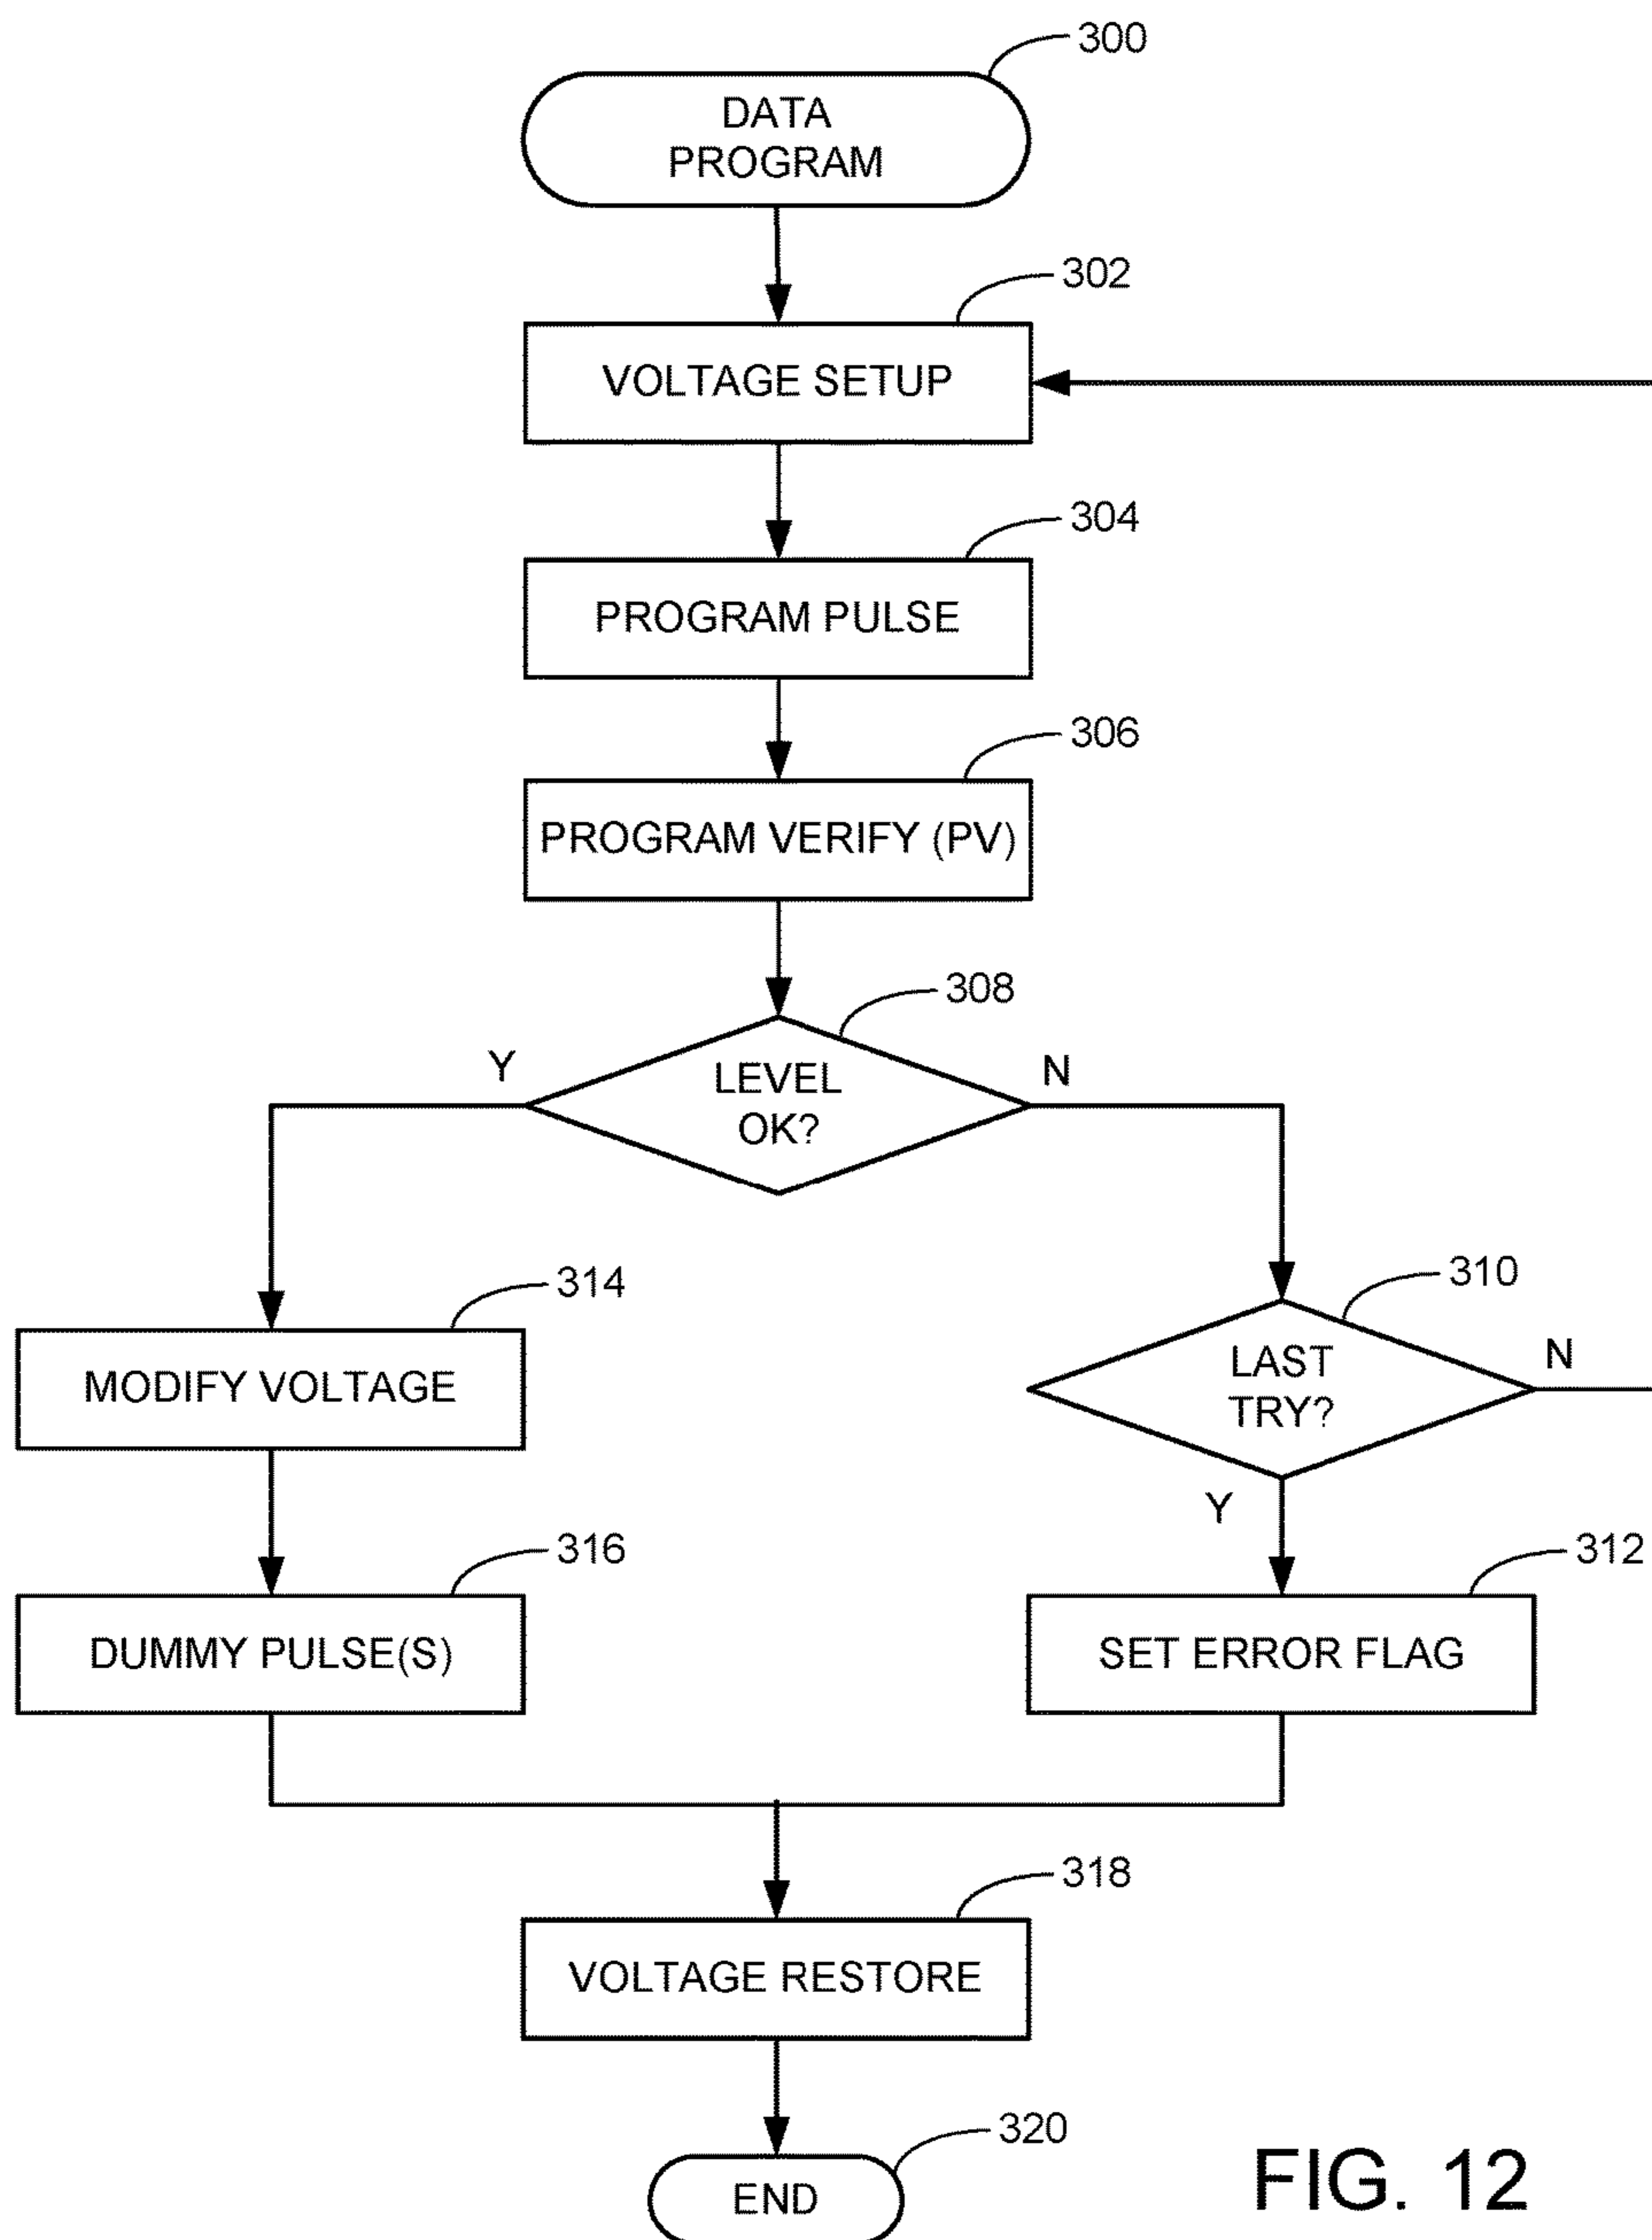 300
DATA
PROGRAM
302
VOLTAGE SETUP
304
PROGRAM PULSE
306
PROGRAM VERIFY (PV)
308
LEVEL
OK?
Y
N
314
MODIFY VOLTAGE
310
LAST
TRY?
N
Y
316
DUMMY PULSE(S)
312
SET ERROR FLAG
318
VOLTAGE RESTORE
320
END
FIG. 12